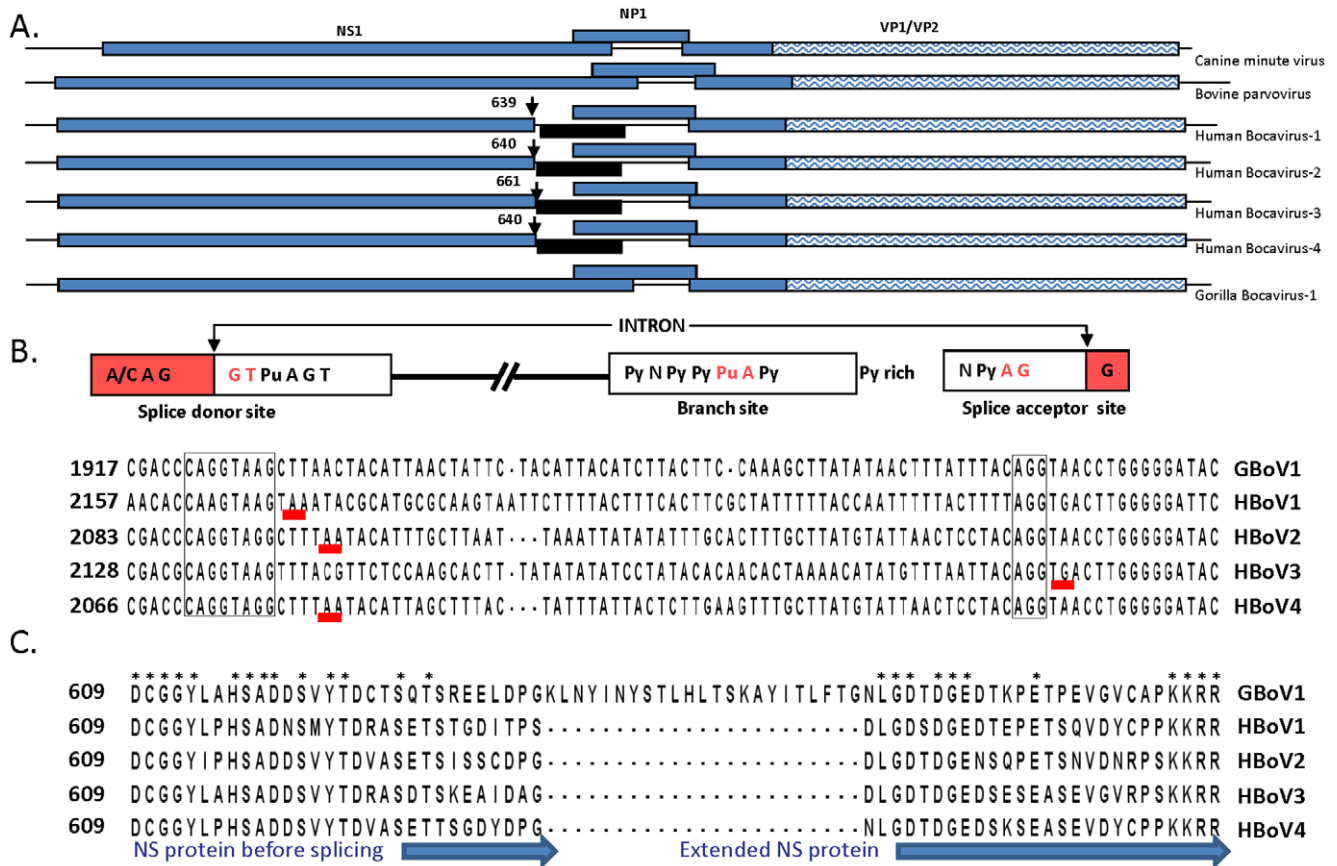 A.
NS1
NP1
VP1/VP2
Canine minute virus
Bovine parvovirus
639
Human Bocavirus-1
640
Human Bocavirus-2
661
Human Bocavirus-3
640
Human Bocavirus-4
Gorilla Bocavirus-1
INTRON
B.
A/C A G G T Pu A G T
Py N Py Py Pu A Py
Py rich
N Py A G G
Splice donor site
Branch site
Splice acceptor site
1917 CGACCCAGGTAAGCTTAACTACATTAACTATTC·TACATTACATCTTACTTC·CAAAGCTTATATAACTTTATTTACAGGTAACCTGGGGGATAC GBoV1
2157 AACACCAAGTAAGTAAATACGCATGCGCAAGTAATTCTTTTACTTTCACTTCGCTATTTTTACCAATTTTTACTTTTAGGTGACTTGGGGGATTC HBoV1
2083 CGACCCAGGTAGGCTTTAATACATTTGCTTAAT···TAAATTATATATTTGCACTTTGCTTATGTATTAACTCCTACAGGTAACCTGGGGGATAC HBoV2
2128 CGACGCAGGTAAGTTTACGTTCTCCAAGCACTT·TATATATATCCTATACACAACACTAAAACATATGTTTAATTACAGGTGACTTGGGGGATAC HBoV3
2066 CGACCCAGGTAGGCTTTAATACATTAGCTTTAC···TATTTATTACTCTTGAAGTTTGCTTATGTATTAACTCCTACAGGTAACCTGGGGGATAC HBoV4
C.
609 DCGGYLAHSADDSVYTDCTSQTSREELDPGKLNYINYSTLHLTSKAYITLFTGNLGDTDGEDTKPETPEVGVCAPKKRR GBoV1
609 DCGGYLPHSADNSMYTDRASETSTGDITPS·······················DLGDSDGEDTEPETSQVDYCPPKKRR HBoV1
609 DCGGYIPHSADDSVYTDRASETSISSCDPG·······················DLGDTDGENSQPETSNVDNRPSKKRR HBoV2
609 DCGGYLAHSADDSVYTDRASDTSKEAIDAG·······················DLGDTDGEDSESEASEVGVRPSKKRR HBoV3
609 DCGGYLPHSADDSVYTDVASETTSGDYDPG·······················NLGDTDGEDSKSEASEVGVRPSKKRR HBoV4
NS protein before splicing
Extended NS protein